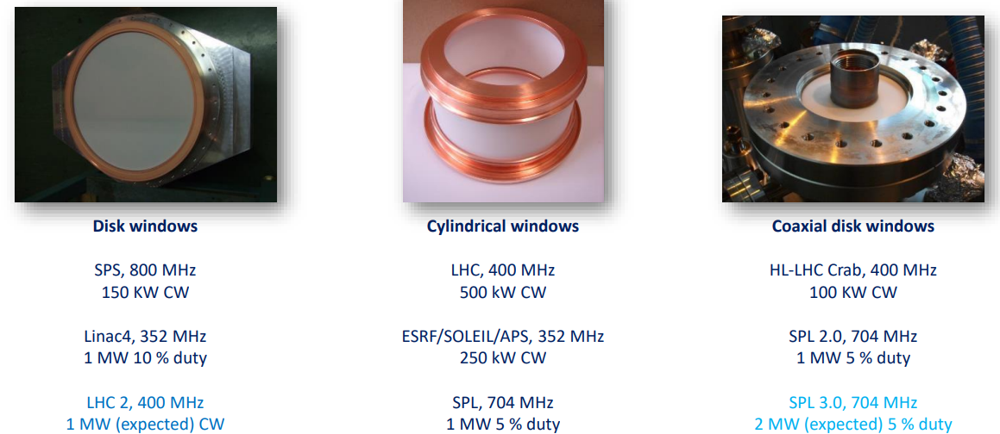 Disk windows
SPS, 800 MHz
150 KW CW
Linac4, 352 MHz
1 MW 10 % duty
LHC 2, 400 MHz
1 MW (expected) CW
Cylindrical windows
LHC, 400 MHz
500 kW CW
ESRF/SOLEIL/APS, 352 MHz
250 kW CW
SPL, 704 MHz
1 MW 5 % duty
Coaxial disk windows
HL-LHC Crab, 400 MHz
100 KW CW
SPL 2.0, 704 MHz
1 MW 5 % duty
SPL 3.0, 704 MHz
2 MW (expected) 5 % duty